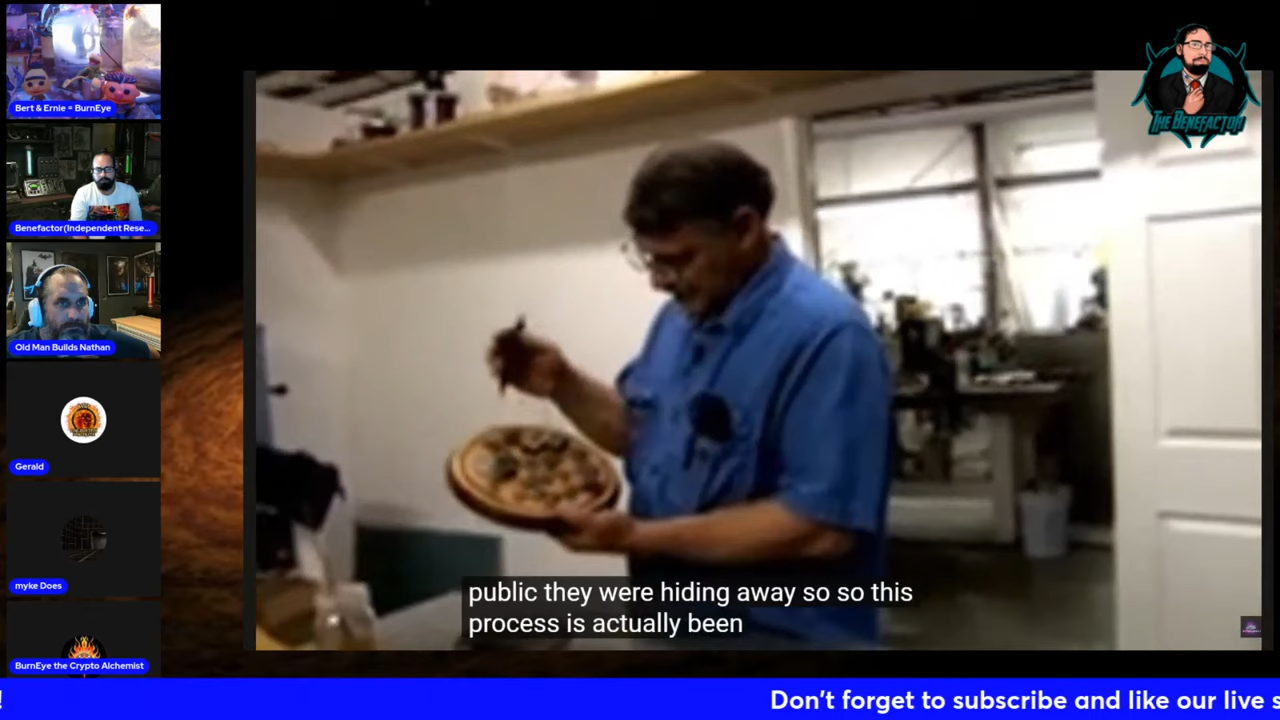 Bert & Ernie = BurnEye
Benefactor(Independent Rese...
Old Man Builds Nathan
Gerald
myke Does
BurnEye the Crypto Alchemist
THE BENEFACTOR
public they were hiding away so so this
process is actually been
!
Don't forget to subscribe and like our live s